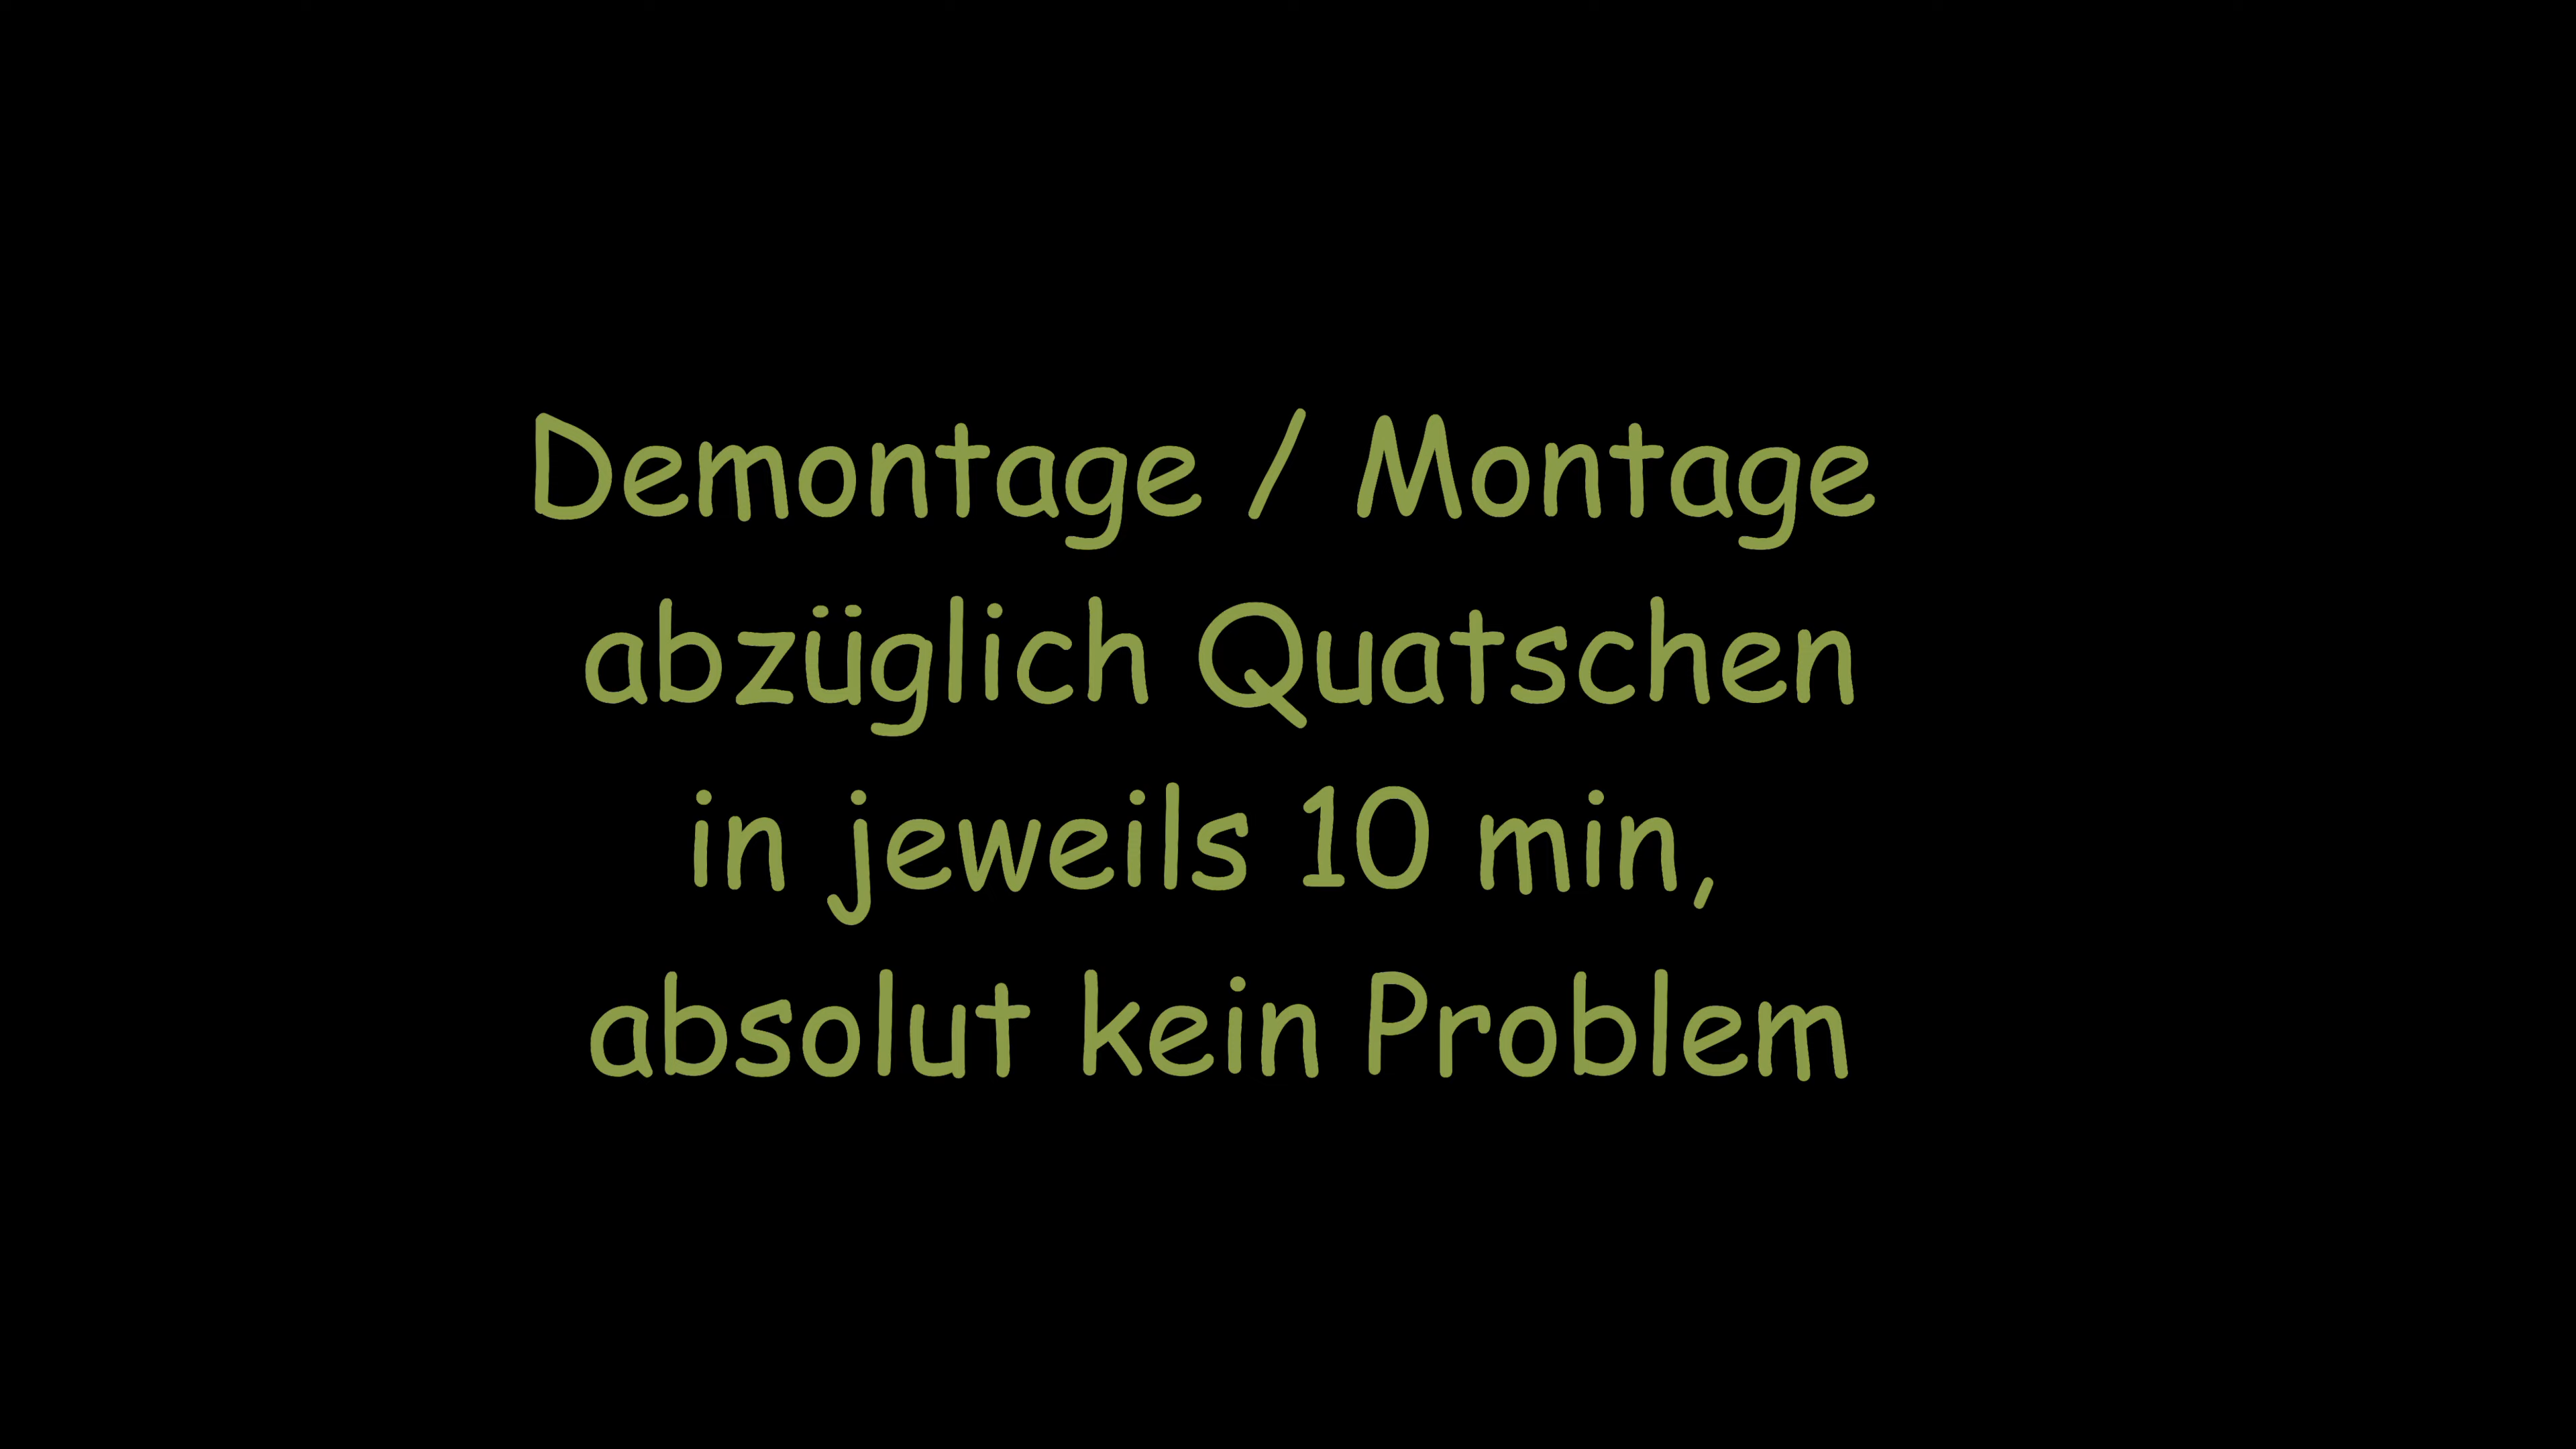 Demontage / Montage
abzüglich Quatschen
in jeweils 10 min,
absolut kein Problem